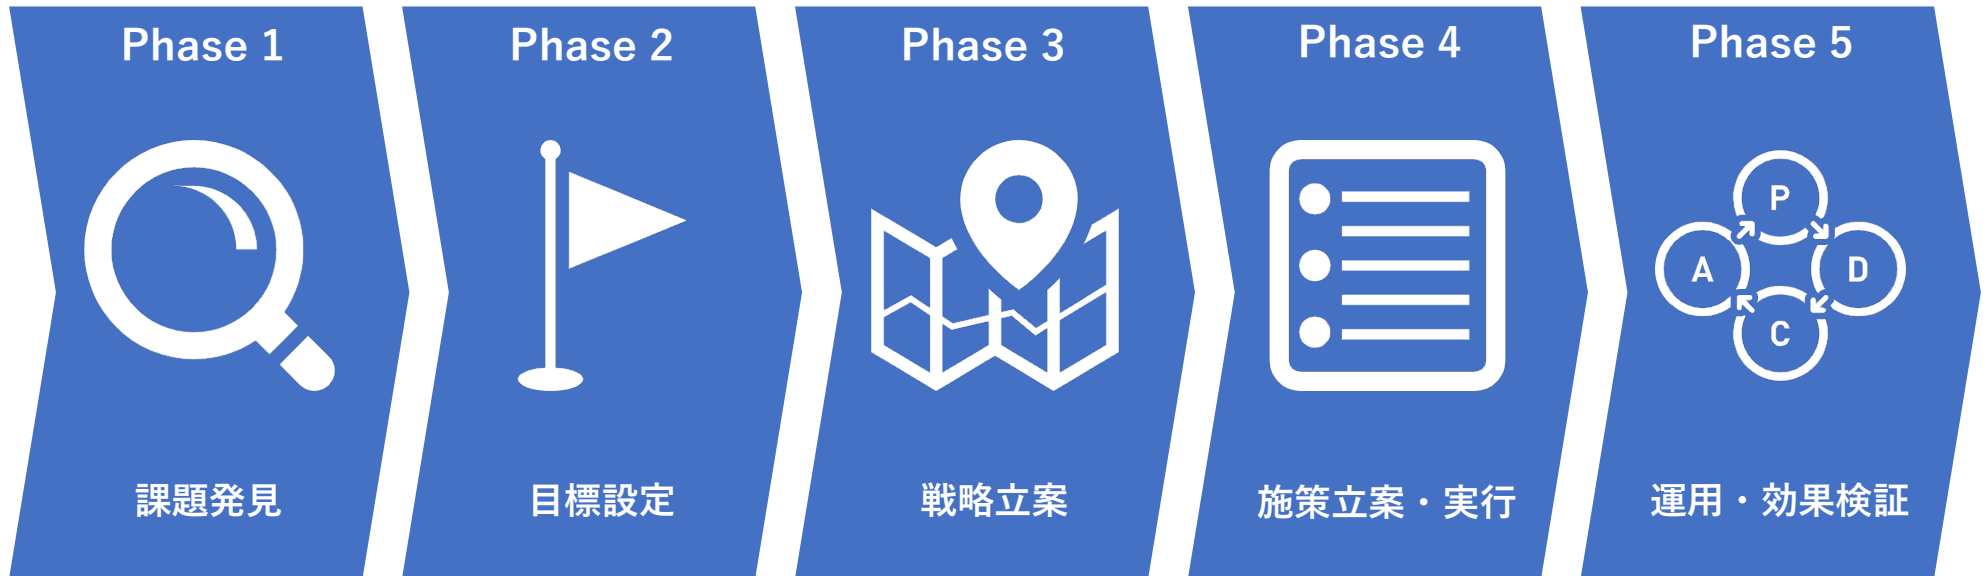 Phase 1
課題発見
Phase 2
目標設定
Phase 3
戦略立案
Phase 4
施策立案・実行
Phase 5
P
D
C
A
運用・効果検証